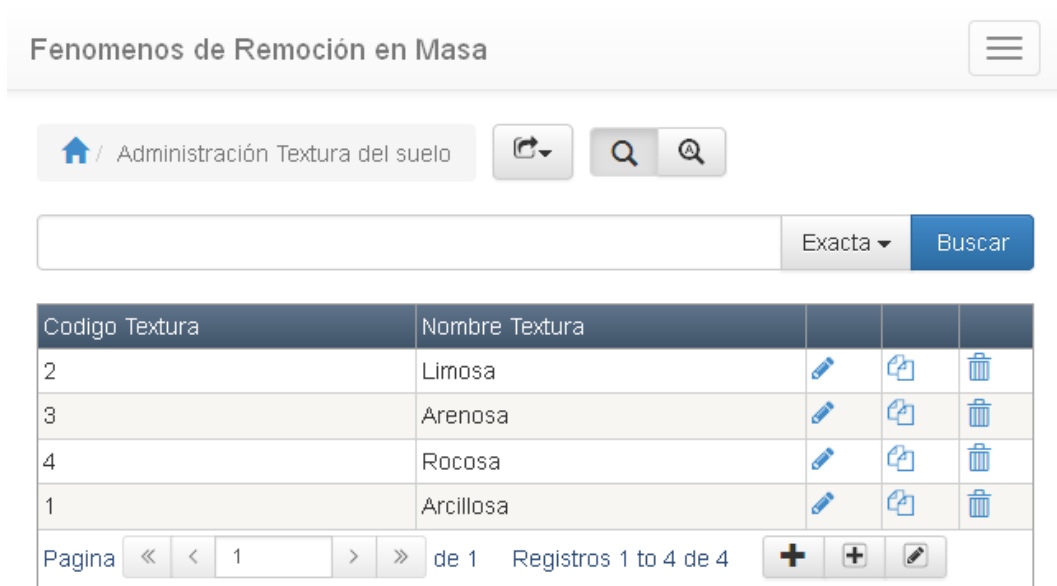 Fenomenos de Remoción en Masa
/ Administración Textura del suelo
Exacta Buscar
Codigo Textura Nombre Textura
2 Limosa
3 Arenosa
4 Rocosa
1 Arcillosa
Pagina « < 1 > » de 1 Registros 1 to 4 de 4